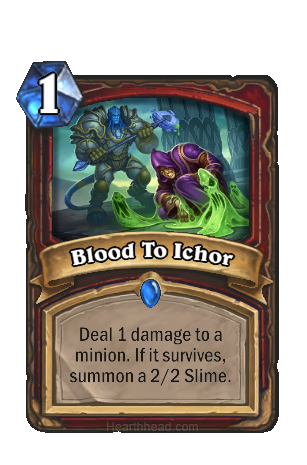 1
Blood To Ichor
Deal 1 damage to a
minion. If it survives,
summon a 2/2 Slime.
Hearthhead.com